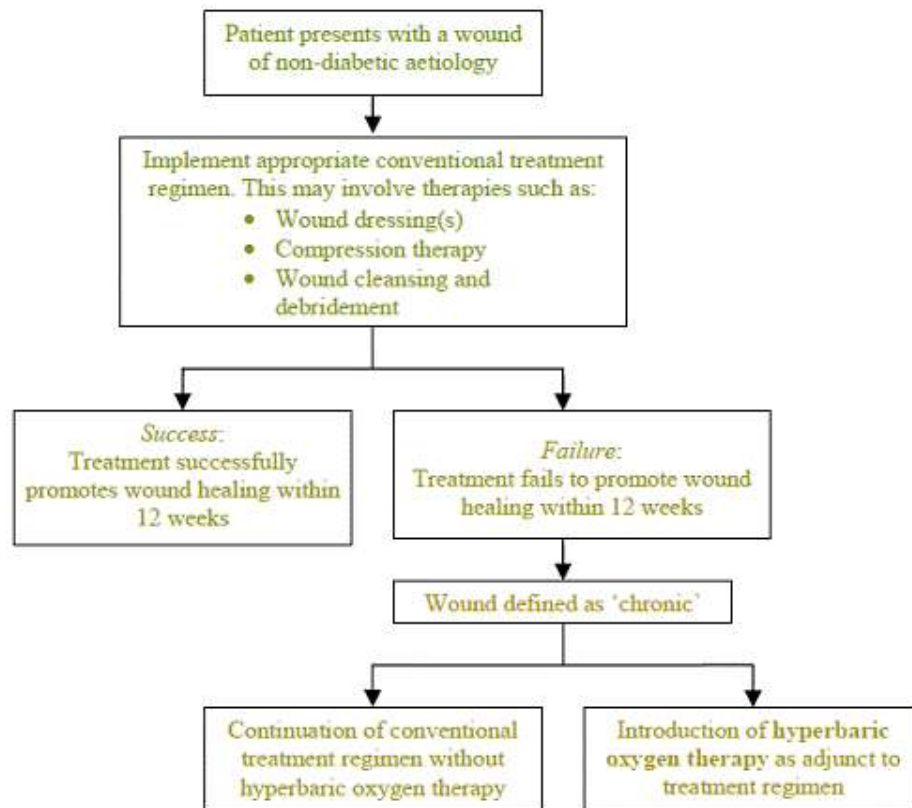 Patient presents with a wound
of non-diabetic aetiology
Implement appropriate conventional treatment
regimen. This may involve therapies such as:
• Wound dressing(s)
• Compression therapy
• Wound cleansing and
debridement
Success:
Treatment successfully
promotes wound healing within
12 weeks
Failure:
Treatment fails to promote wound
healing within 12 weeks
Wound defined as ‘chronic’
Continuation of conventional
treatment regimen without
hyperbaric oxygen therapy
Introduction of hyperbaric
oxygen therapy as adjunct to
treatment regimen